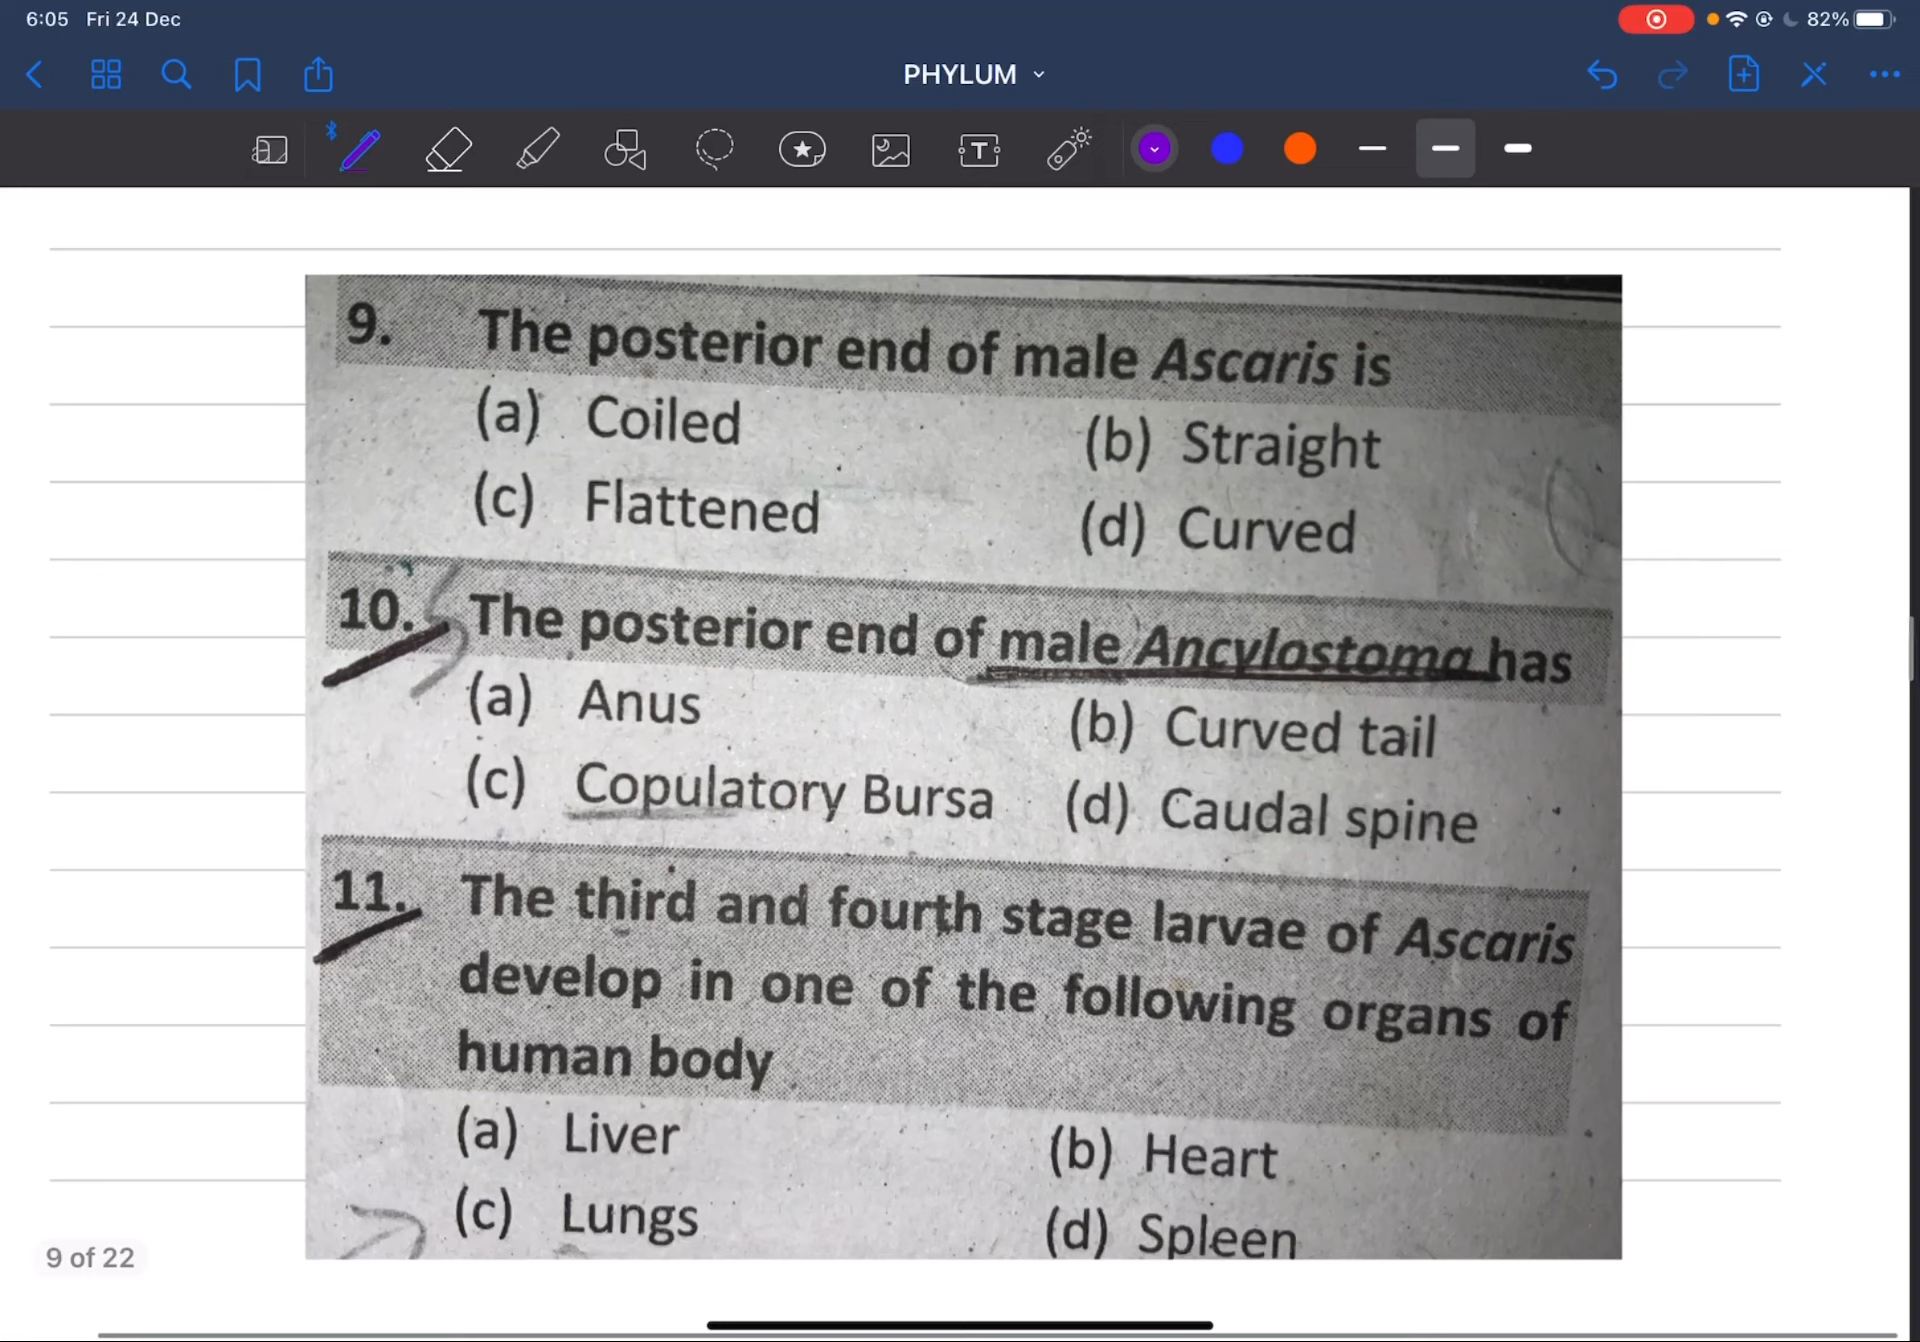 6:05 Fri 24 Dec
82%
PHYLUM
T
9. The posterior end of male Ascaris is
(a) Coiled (b) Straight
(c) Flattened (d) Curved
10. The posterior end of male Ancylostoma has
(a) Anus (b) Curved tail
(c) Copulatory Bursa (d) Caudal spine
11. The third and fourth stage larvae of Ascaris
develop in one of the following organs of
human body
(a) Liver (b) Heart
(c) Lungs (d) Spleen
9 of 22